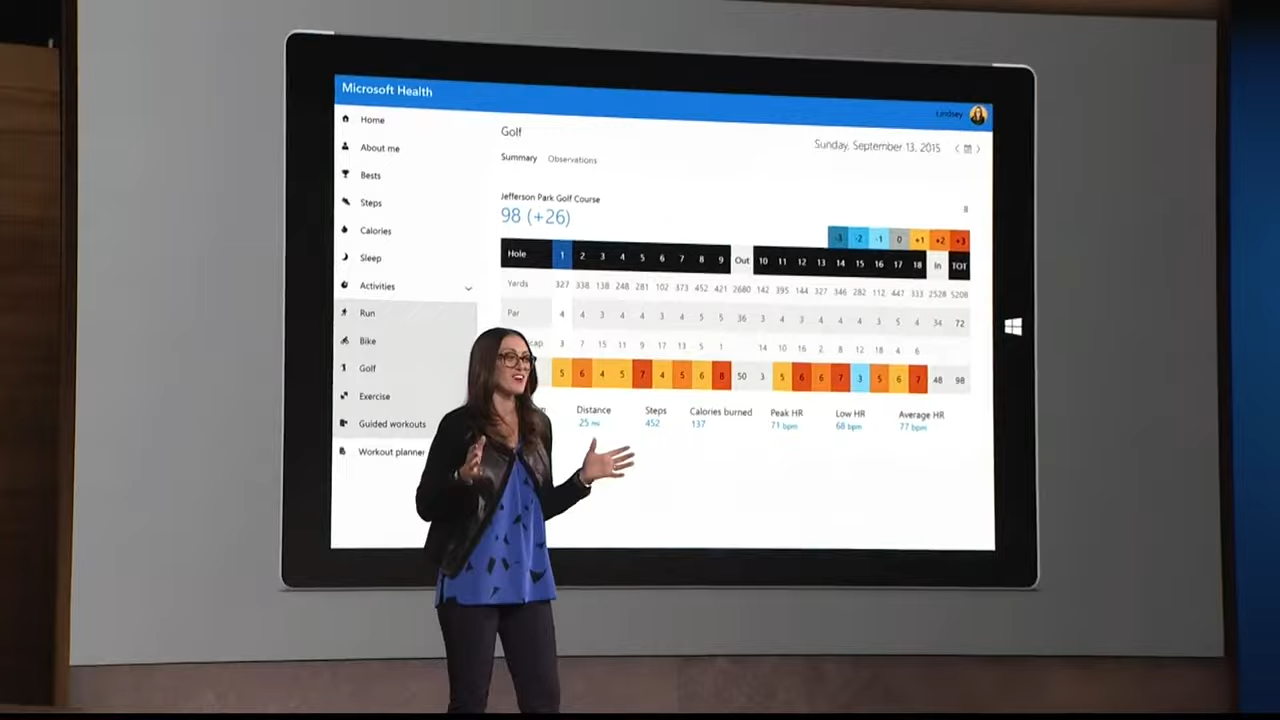 Microsoft Health
Lindsey
Home
About me
Bests
Steps
Calories
Sleep
Activities
Run
Bike
Golf
Exercise
Guided workouts
Workout planner
Golf
Sunday, September 13, 2015
Summary Observations
Jefferson Park Golf Course
98 (+26)
8
-3 -2 -1 0 +1 +2 +3
Hole 1 2 3 4 5 6 7 8 9 Out 10 11 12 13 14 15 16 17 18 In TOT
Yards 327 338 138 248 281 102 373 452 421 2680 142 395 144 327 346 282 112 447 333 2528 5208
Par 4 4 3 4 4 3 4 5 5 36 3 4 3 4 4 4 3 5 4 34 72
cap 3 7 15 11 9 17 13 5 1 14 10 16 2 8 12 18 4 6
5 6 4 5 7 4 5 6 8 50 3 5 6 6 7 3 5 6 7 48 98
Distance Steps Calories burned Peak HR Low HR Average HR
25 452 137 71 bpm 68 bpm 77 bpm